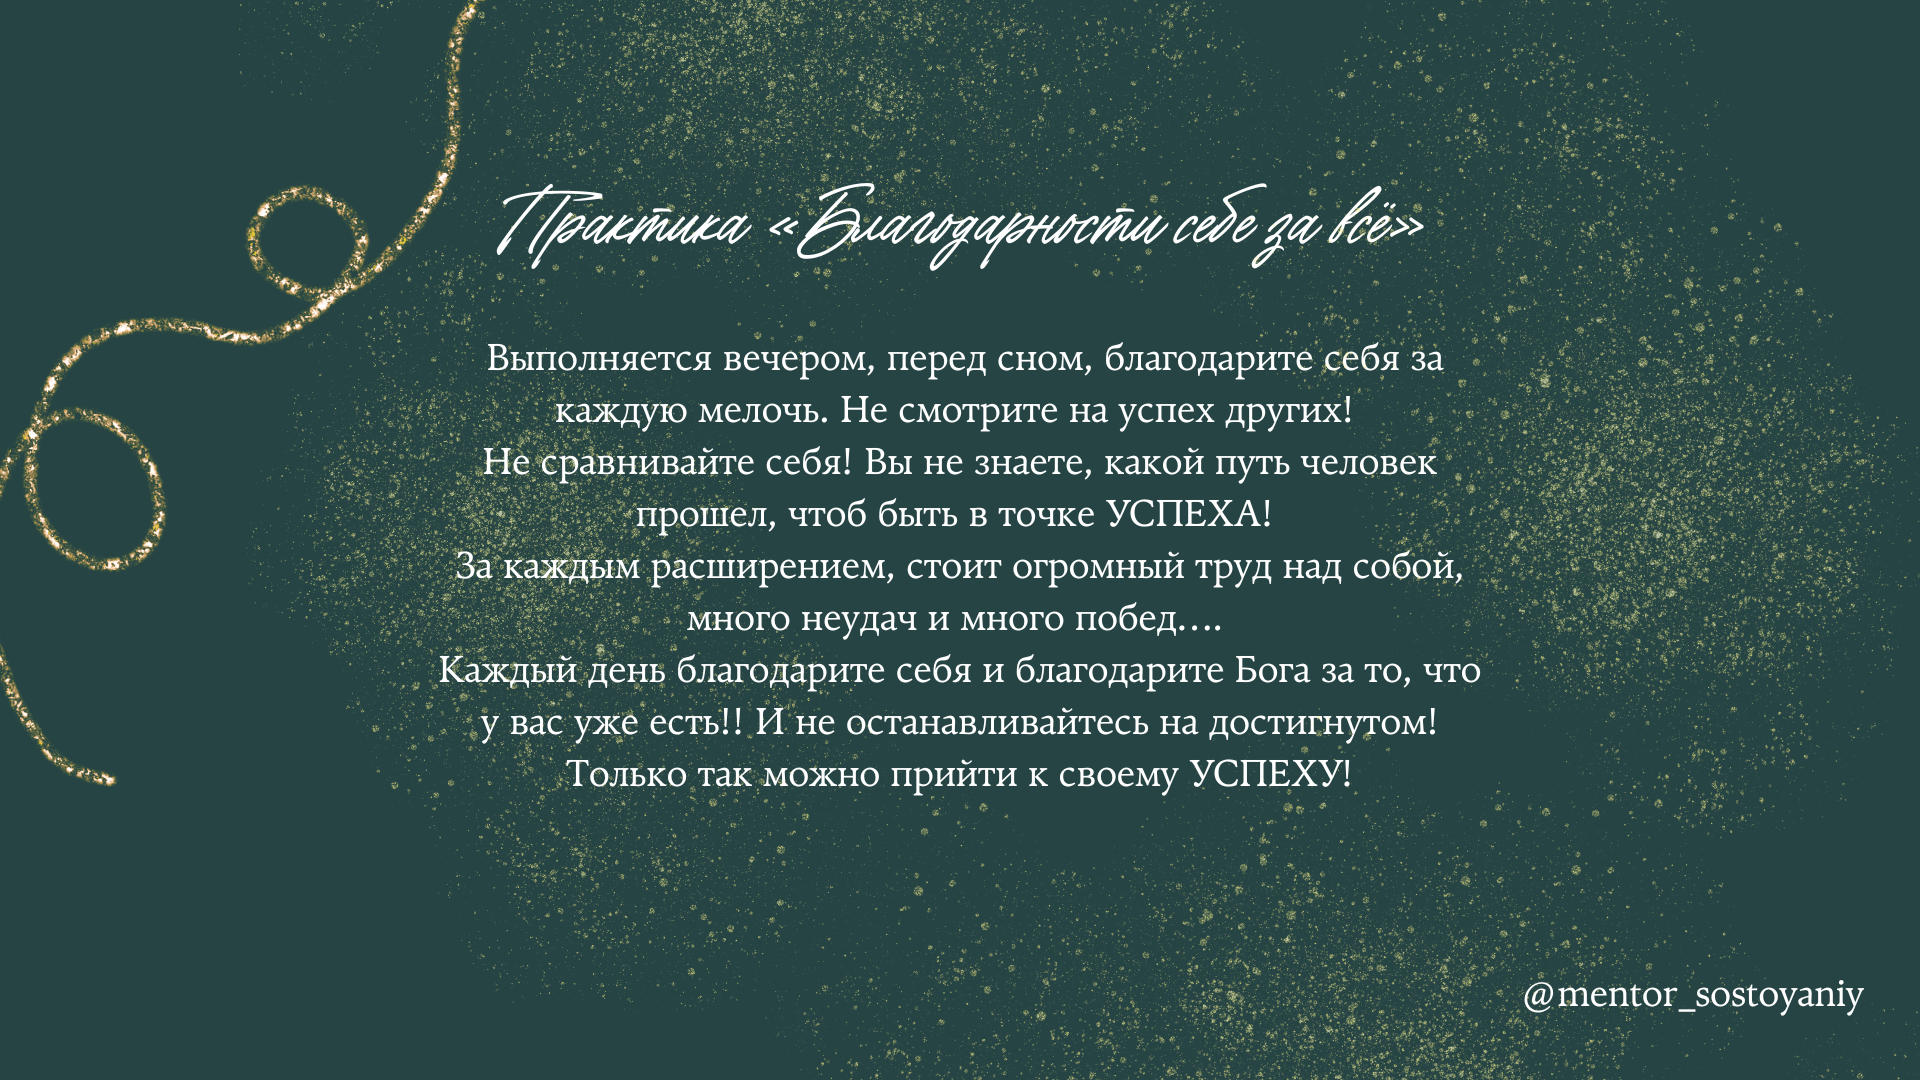 Практика «Благодарности себе за всё»
Выполняется вечером, перед сном, благодарите себя за
каждую мелочь. Не смотрите на успех других!
Не сравнивайте себя! Вы не знаете, какой путь человек
прошел, чтоб быть в точке УСПЕХА!
За каждым расширением, стоит огромный труд над собой,
много неудач и много побед….
Каждый день благодарите себя и благодарите Бога за то, что
у вас уже есть!! И не останавливайтесь на достигнутом!
Только так можно прийти к своему УСПЕХУ!
@mentor_sostoyaniy